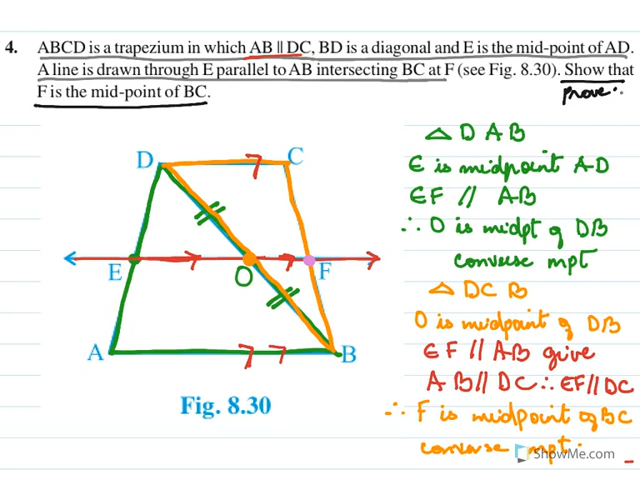 4. ABCD is a trapezium in which AB || DC, BD is a diagonal and E is the mid-point of AD.
A line is drawn through E parallel to AB intersecting BC at F (see Fig. 8.30). Show that
F is the mid-point of BC.
prove:
D
C
E
O
F
A
B
Fig. 8.30
△ DAB
E is midpoint AD
EF // AB
∴ O is midpt of DB
converse mpt
△ DCB
O is midpoint of DB
EF // AB give
AB // DC ∴ EF // DC
∴ F is midpoint of BC
converse mpt.
ShowMe.com